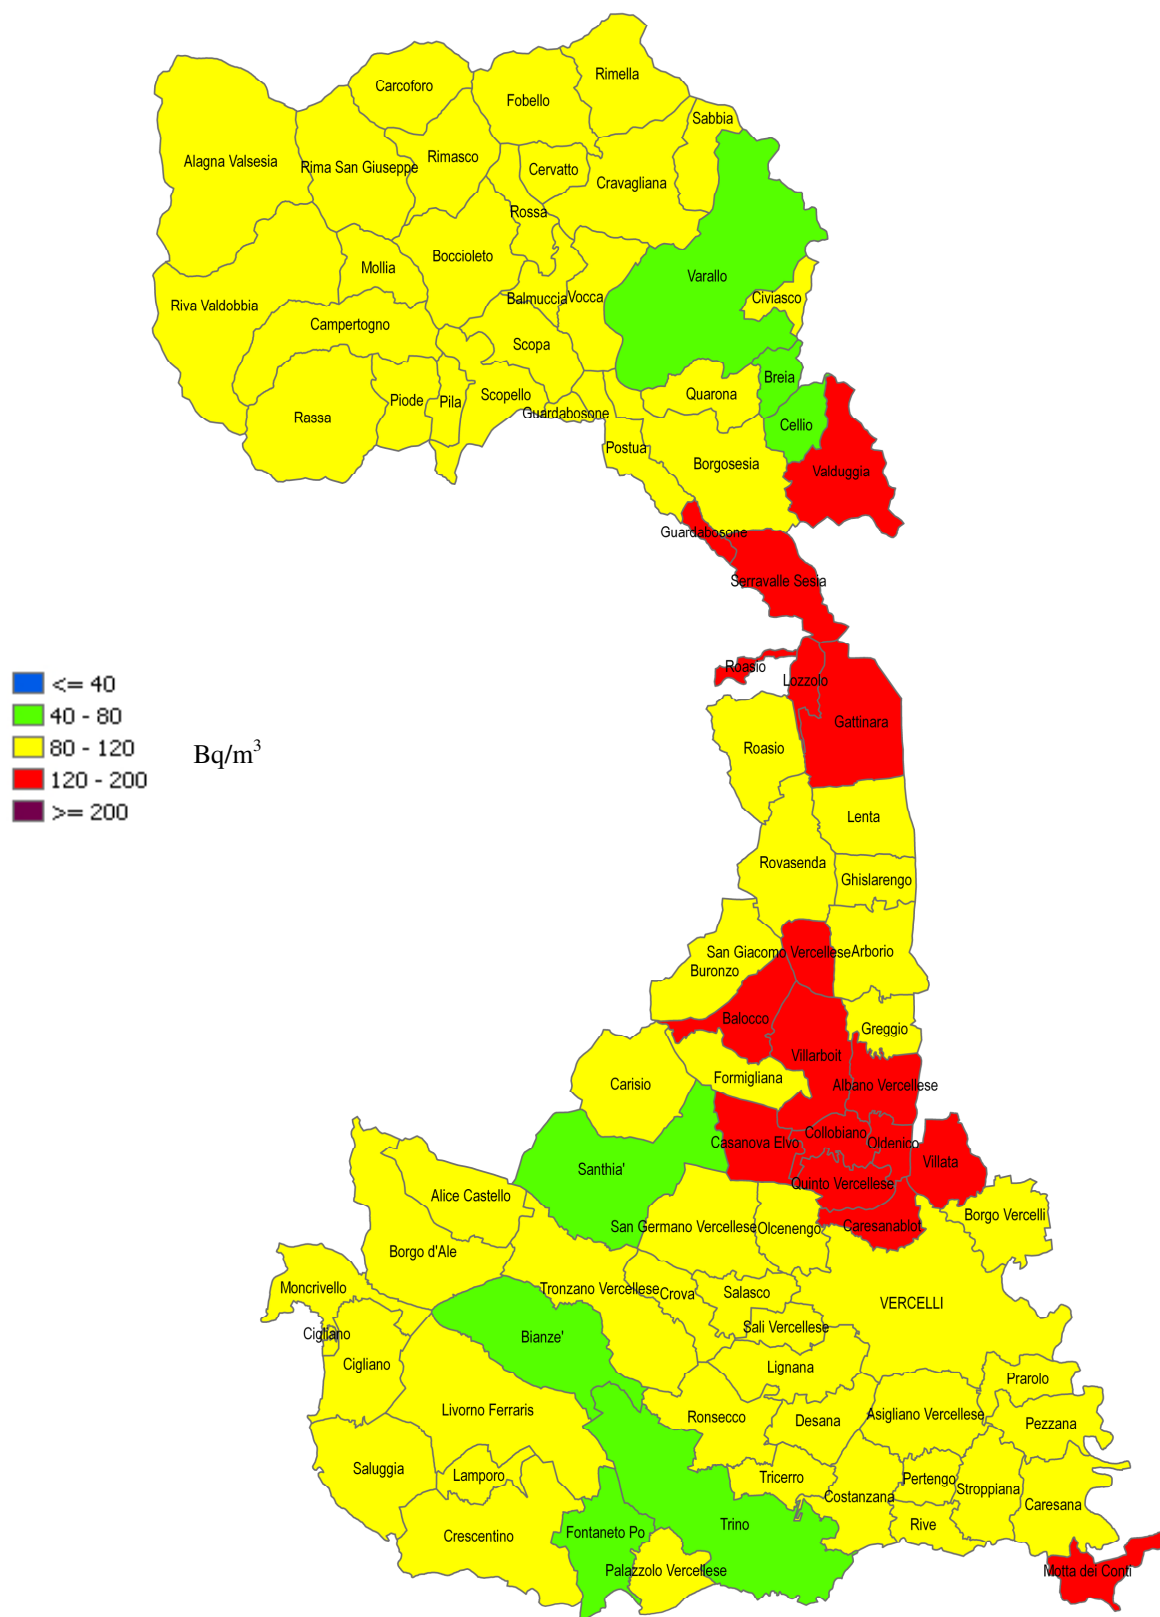 Rimella
Carcoforo
Fobello
Sabbia
Alagna Valsesia
Rima San Giuseppe
Rimasco
Cervatto
Cravagliana
Rossa
Boccioleto
Mollia
Varallo
Riva Valdobbia
Balmuccia
Vocca
Civiasco
Campertogno
Scopa
Breia
Rassa
Piode
Pila
Scopello
Quarona
Guardabosone
Cellio
Postua
Borgosesia
Valduggia
Guardabosone
Serravalle Sesia
Roasio
Lozzolo
Gattinara
<= 40
40 - 80
80 - 120
120 - 200
>= 200
Bq/m³
Roasio
Lenta
Rovasenda
Ghislarengo
San Giacomo Vercellese
Arborio
Buronzo
Balocco
Greggio
Villarboit
Formigliana
Carisio
Albano Vercellese
Casanova Elvo
Collobiano
Oldenico
Villata
Santhia'
Quinto Vercellese
Alice Castello
San Germano Vercellese
Olcenengo
Caresanablot
Borgo Vercelli
Borgo d'Ale
Moncrivello
Tronzano Vercellese
Crova
Salasco
VERCELLI
Cigliano
Bianze'
Sali Vercellese
Cigliano
Lignana
Prarolo
Livorno Ferraris
Ronsecco
Desana
Asigliano Vercellese
Pezzana
Saluggia
Lamporo
Tricerro
Costanzana
Pertengo
Stroppiana
Caresana
Crescentino
Fontaneto Po
Trino
Rive
Palazzolo Vercellese
Motta dei Conti